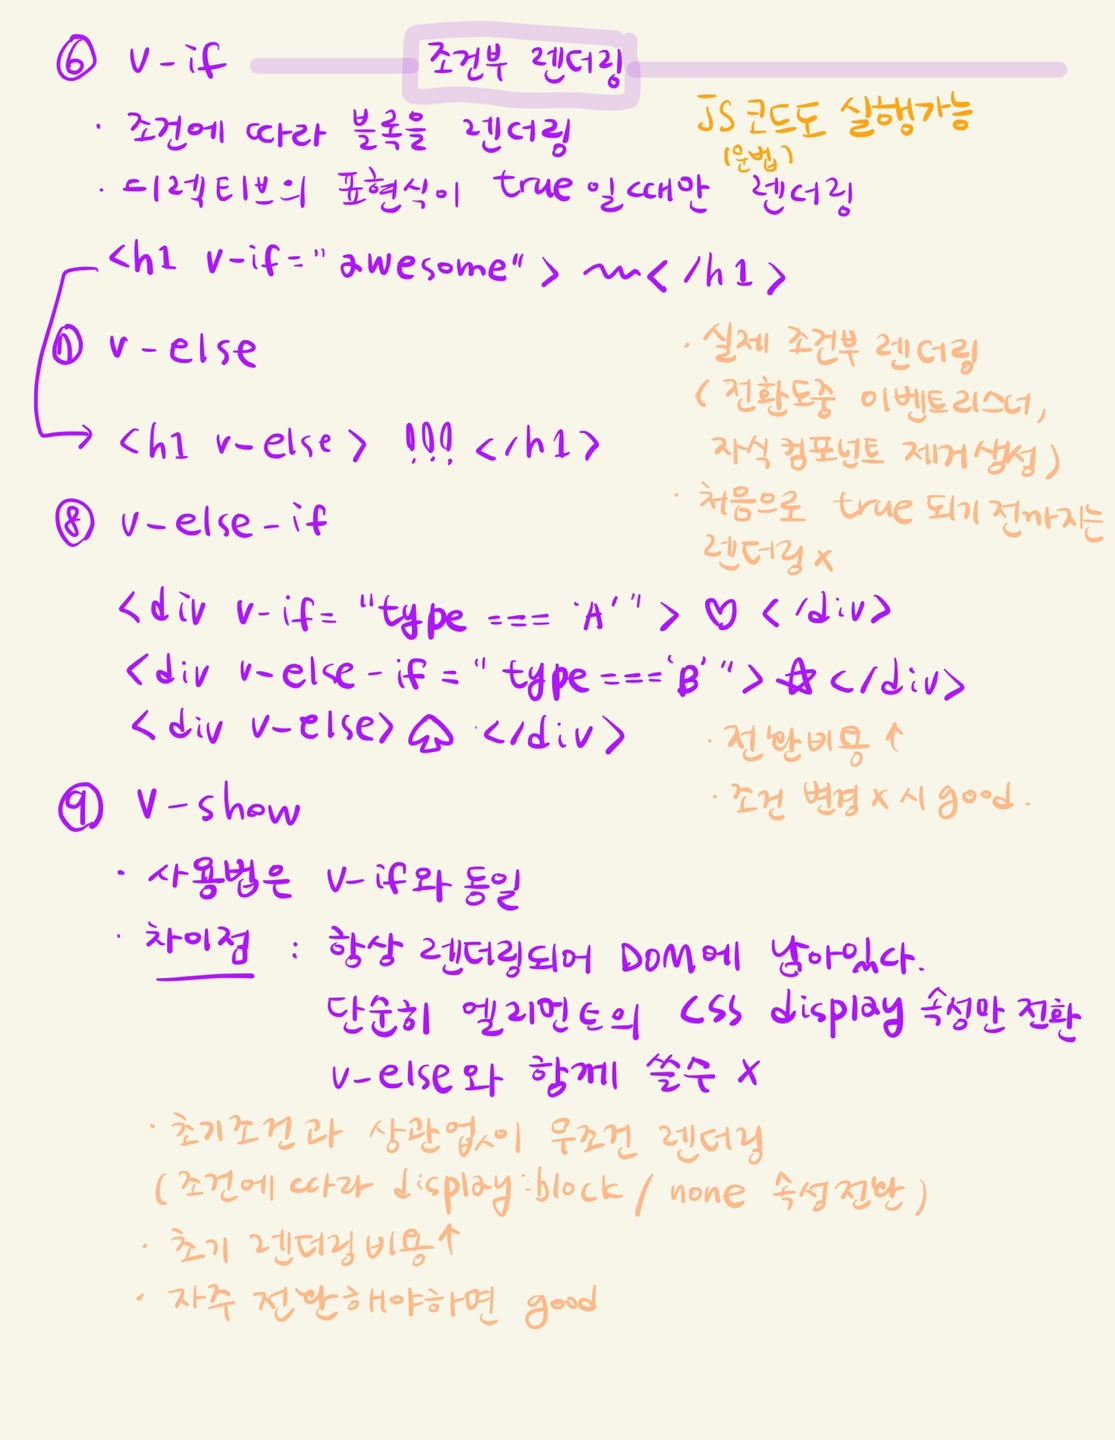 ⑥ v-if 조건부 렌더링
· 조건에 따라 블록을 렌더링
JS 코드도 실행가능
(문법)
· 디렉티브의 표현식이 true일때만 렌더링
<h1 v-if="awesome"> ~~</h1>
⑦ v-else
<h1 v-else> !!! </h1>
· 실제 조건부 렌더링
( 전환도중 이벤트리스너,
자식 컴포넌트 제거생성)
· 처음으로 true 되기 전까지는
렌더링 x
⑧ v-else-if
<div v-if= "type === 'A' "> ♡ </div>
<div v-else-if = " type === 'B' "> ☆ </div>
<div v-else> ♤ </div>
· 전환비용 ↑
· 조건 변경 x 시 good.
⑨ v-show
· 사용법은 v-if와 동일
· 차이점 : 항상 렌더링되어 DOM에 남아있다.
단순히 엘리먼트의 CSS display 속성만 전환
v-else와 함께 쓸수 x
· 초기조건과 상관없이 무조건 렌더링
( 조건에 따라 display:block / none 속성전환 )
· 초기 렌더링비용↑
· 자주 전환해야하면 good